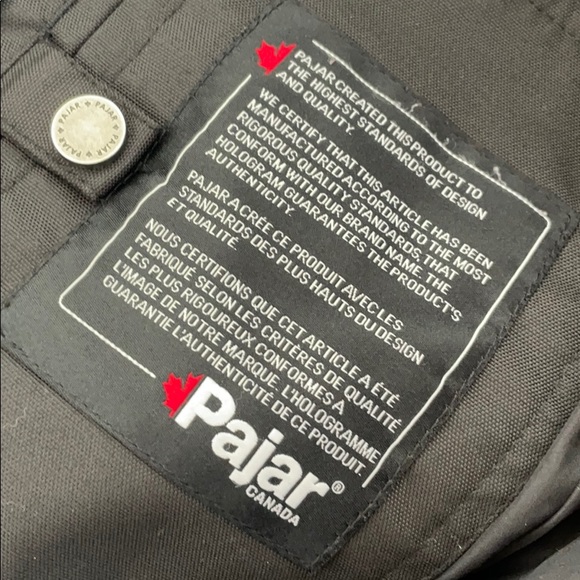 PAJAR PAJAR PAJAR PAJAR
PAJAR CREATED THIS PRODUCT TO
THE HIGHEST STANDARDS OF DESIGN
AND QUALITY.
WE CERTIFY THAT THIS ARTICLE HAS BEEN
MANUFACTURED ACCORDING TO THE MOST
RIGOROUS QUALITY STANDARDS, THAT
CONFORM WITH OUR BRAND NAME. THE
HOLOGRAM GUARANTEES THE PRODUCT'S
AUTHENTICITY.
PAJAR A CRÉE CE PRODUIT AVEC LES
STANDARDS DES PLUS HAUTS DU DESIGN
ET QUALITÉ.
NOUS CERTIFIONS QUE CET ARTICLE A ÉTÉ
FABRIQUÉ SELON LES CRITÈRES DE QUALITÉ
LES PLUS RIGOUREUX, CONFORMES À
L'IMAGE DE NOTRE MARQUE. L'HOLOGRAMME
GUARANTIE L'AUTHENTICITÉ DE CE PRODUIT.
Pajar®
CANADA